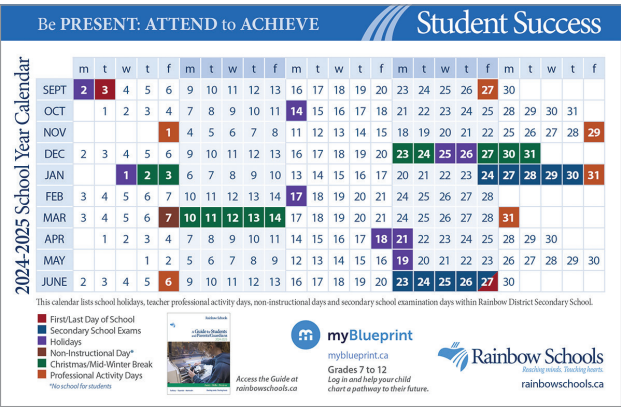 Be PRESENT: ATTEND to ACHIEVE
Student Success
2024-2025 School Year Calendar
m t w t f m t w t f m t w t f m t w t f m t w t f
SEPT 2 3 4 5 6 9 10 11 12 13 16 17 18 19 20 23 24 25 26 27 30
OCT 1 2 3 4 7 8 9 10 11 14 15 16 17 18 21 22 23 24 25 28 29 30 31
NOV 1 4 5 6 7 8 11 12 13 14 15 18 19 20 21 22 25 26 27 28 29
DEC 2 3 4 5 6 9 10 11 12 13 16 17 18 19 20 23 24 25 26 27 30 31
JAN 1 2 3 6 7 8 9 10 13 14 15 16 17 20 21 22 23 24 27 28 29 30 31
FEB 3 4 5 6 7 10 11 12 13 14 17 18 19 20 21 24 25 26 27 28
MAR 3 4 5 6 7 10 11 12 13 14 17 18 19 20 21 24 25 26 27 28 31
APR 1 2 3 4 7 8 9 10 11 14 15 16 17 18 21 22 23 24 25 28 29 30
MAY 1 2 5 6 7 8 9 12 13 14 15 16 19 20 21 22 23 26 27 28 29 30
JUNE 2 3 4 5 6 9 10 11 12 13 16 17 18 19 20 23 24 25 26 27 30
This calendar lists school holidays, teacher professional activity days, non-instructional days and secondary school examination days within Rainbow District Secondary School.
First/Last Day of School
Secondary School Exams
Holidays
Non-Instructional Day*
Christmas/Mid-Winter Break
Professional Activity Days
*No school for students
Rainbow Schools
A Guide for Students
and Parents/Guardians
Access the Guide at
rainbowschools.ca
m
myBlueprint
myblueprint.ca
Grades 7 to 12
Log in and help your child
chart a pathway to their future.
Rainbow Schools
Reaching minds. Touching hearts.
rainbowschools.ca